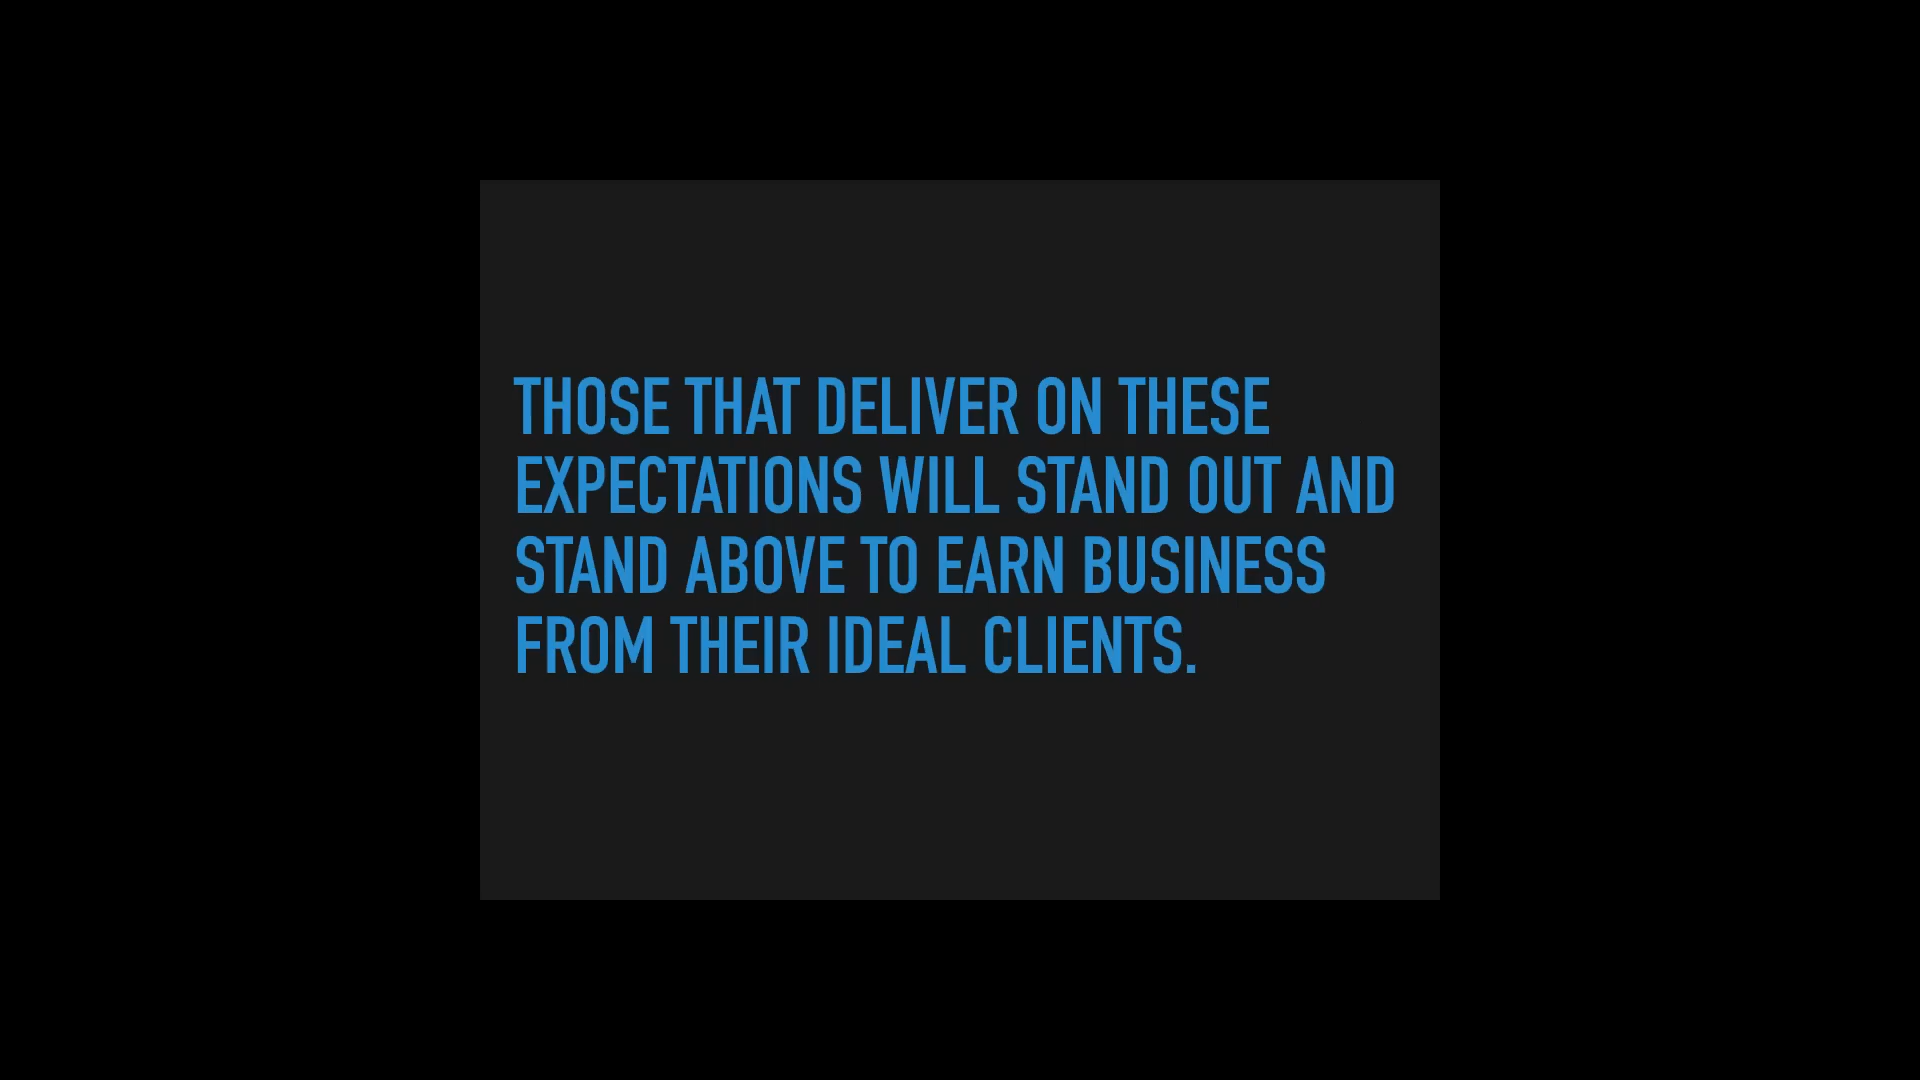 THOSE THAT DELIVER ON THESE
EXPECTATIONS WILL STAND OUT AND
STAND ABOVE TO EARN BUSINESS
FROM THEIR IDEAL CLIENTS.